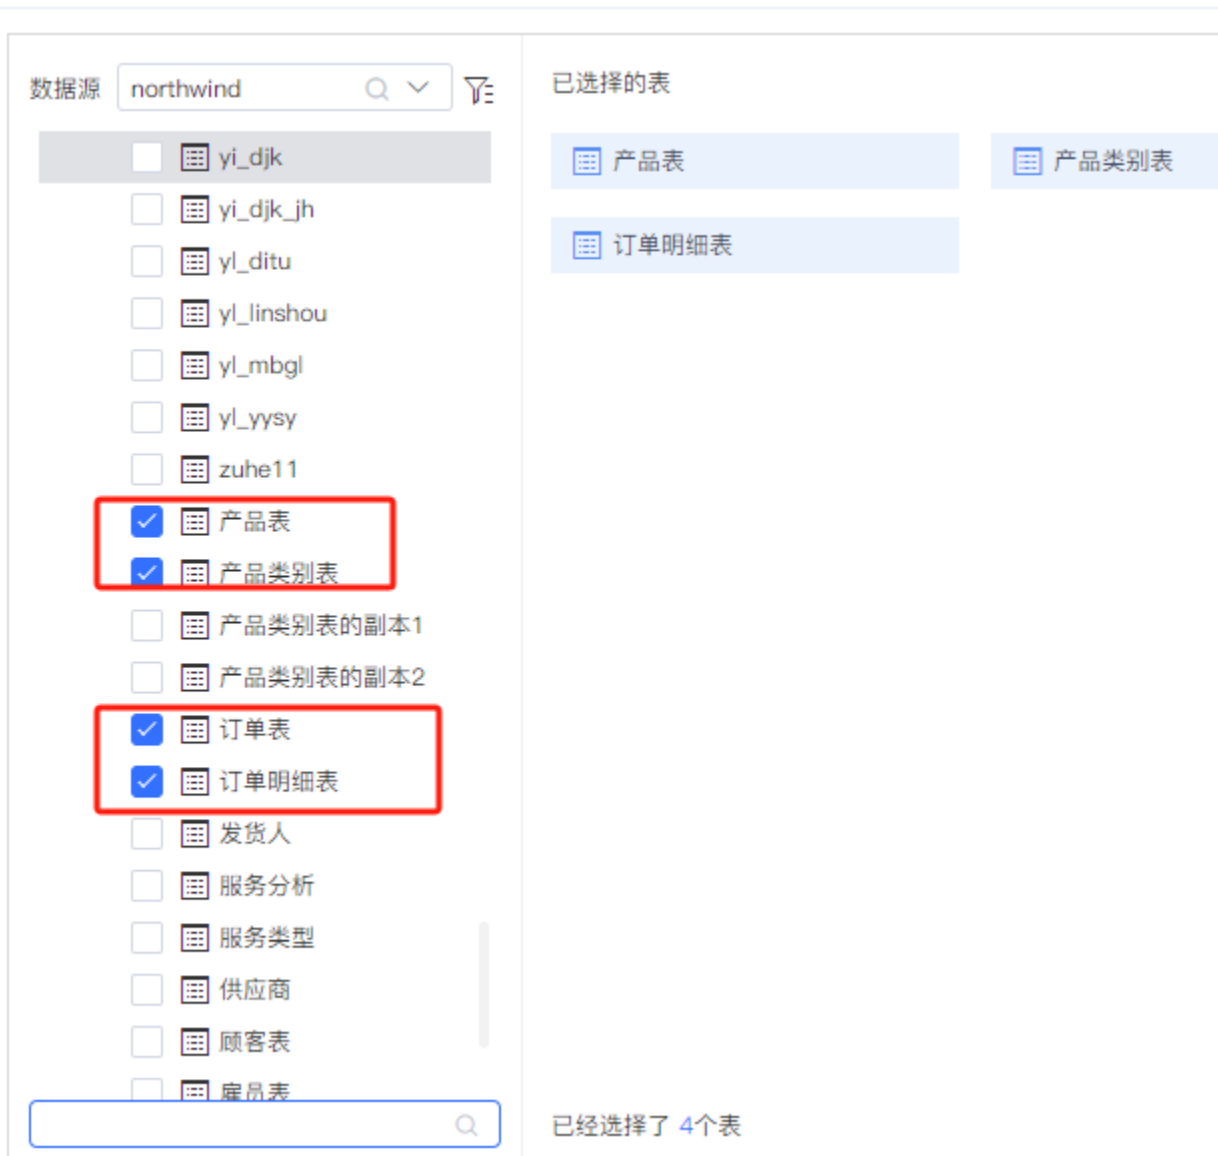 数据源 northwind
yi_djk
yi_djk_jh
yl_ditu
yl_linshou
yl_mbgl
yl_yysy
zuhe11
产品表
产品类别表
产品类别表的副本1
产品类别表的副本2
订单表
订单明细表
发货人
服务分析
服务类型
供应商
顾客表
雇员表
已选择的表
产品表 产品类别表
订单明细表
已经选择了 4个表